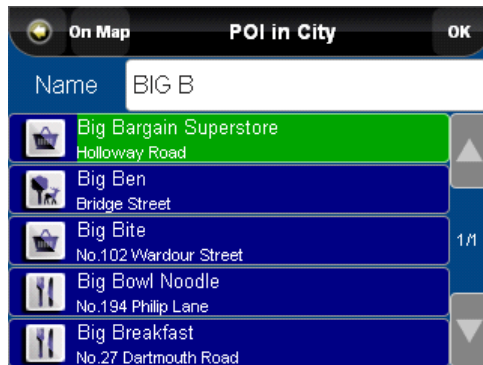 On Map POI in City OK
Name BIG B
Big Bargain Superstore
Holloway Road
Big Ben
Bridge Street
Big Bite
No.102 Wardour Street
1/1
Big Bowl Noodle
No.194 Philip Lane
Big Breakfast
No.27 Dartmouth Road